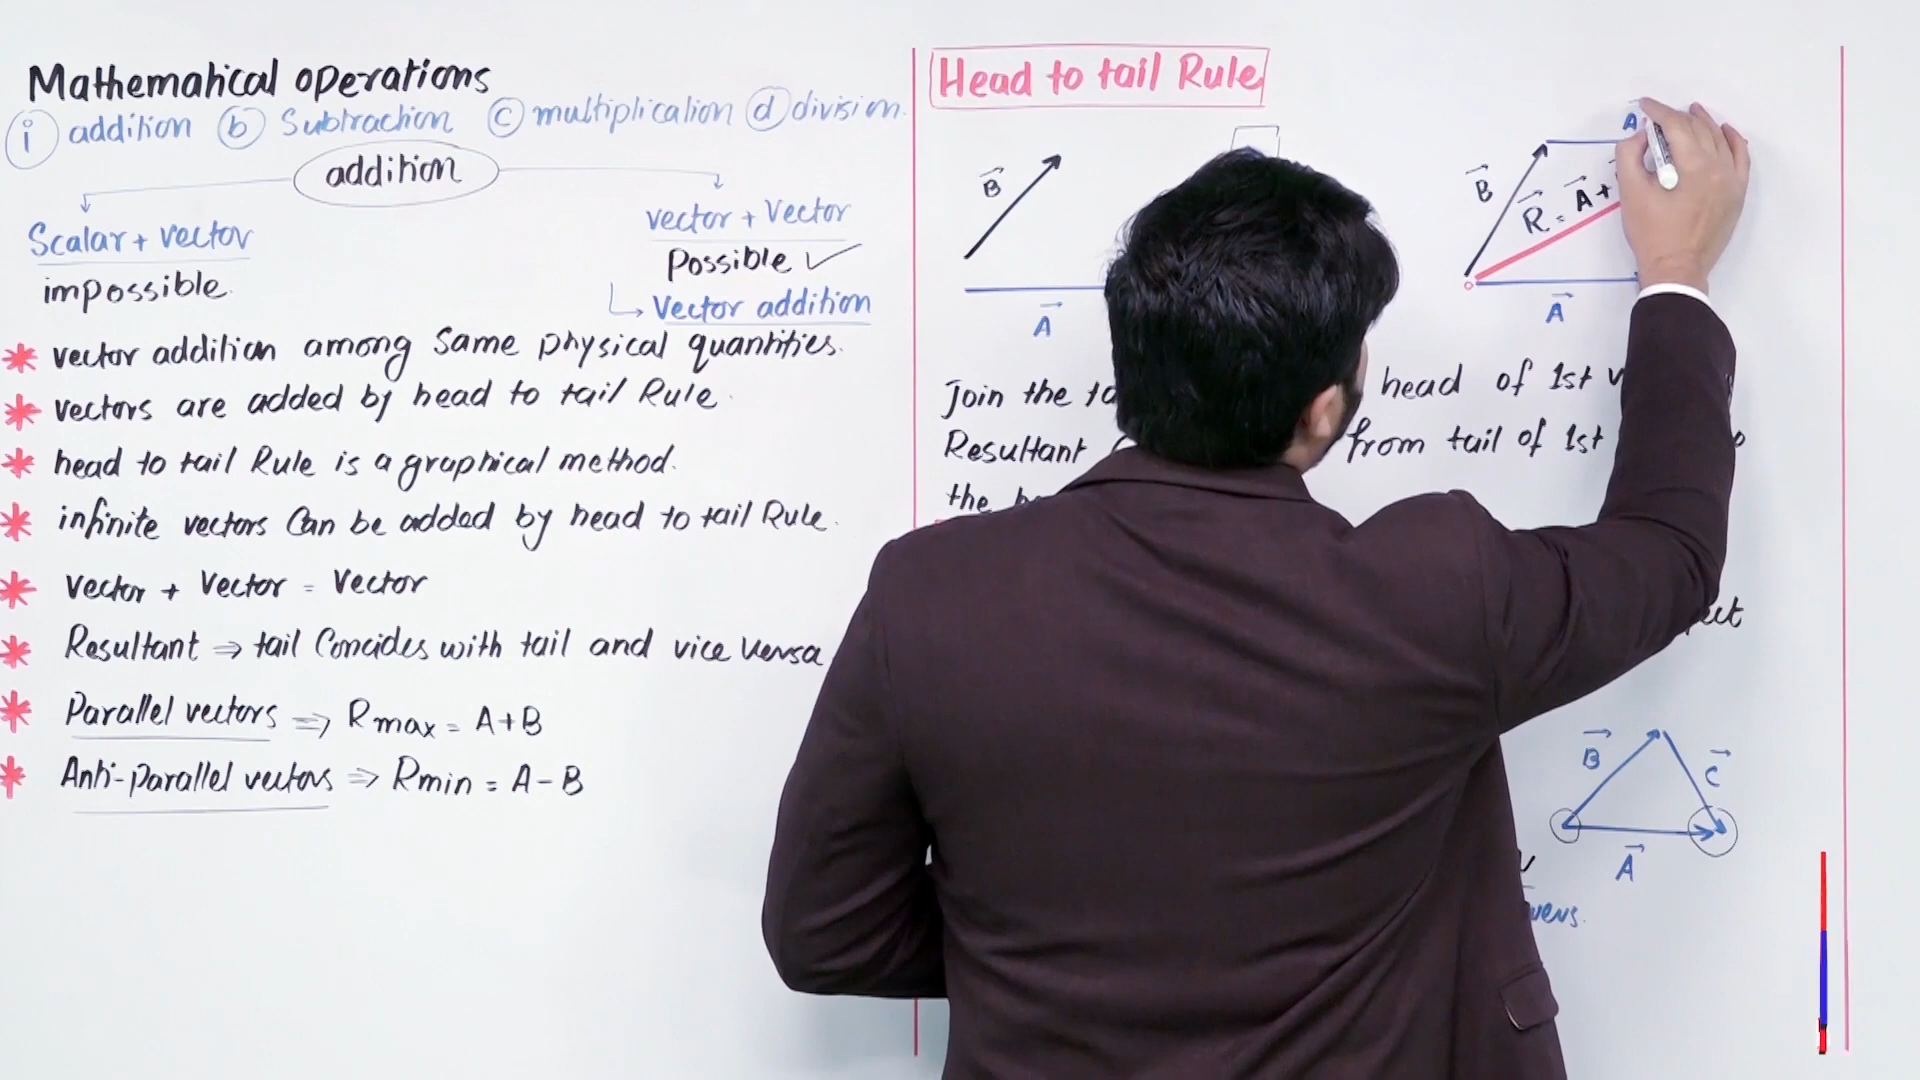 Mathematical operations
i addition b Subtraction c multiplication d division.
addition
Scalar + vector
impossible.
vector + Vector
Possible ✓
Vector addition
* vector addition among Same physical quantities.
* vectors are added by head to tail Rule.
* head to tail Rule is a graphical method.
* infinite vectors Can be added by head to tail Rule.
* Vector + Vector = Vector
* Resultant ⇒ tail Concides with tail and vice versa
* Parallel vectors ⇒ Rmax = A+B
* Anti-parallel vectors ⇒ Rmin = A-B
Head to tail Rule
B⃗
A⃗
A
B⃗
R⃗ = A⃗ +
A⃗
Join the head of 1st
Resultant from tail of 1st
the
B⃗
C⃗
A⃗